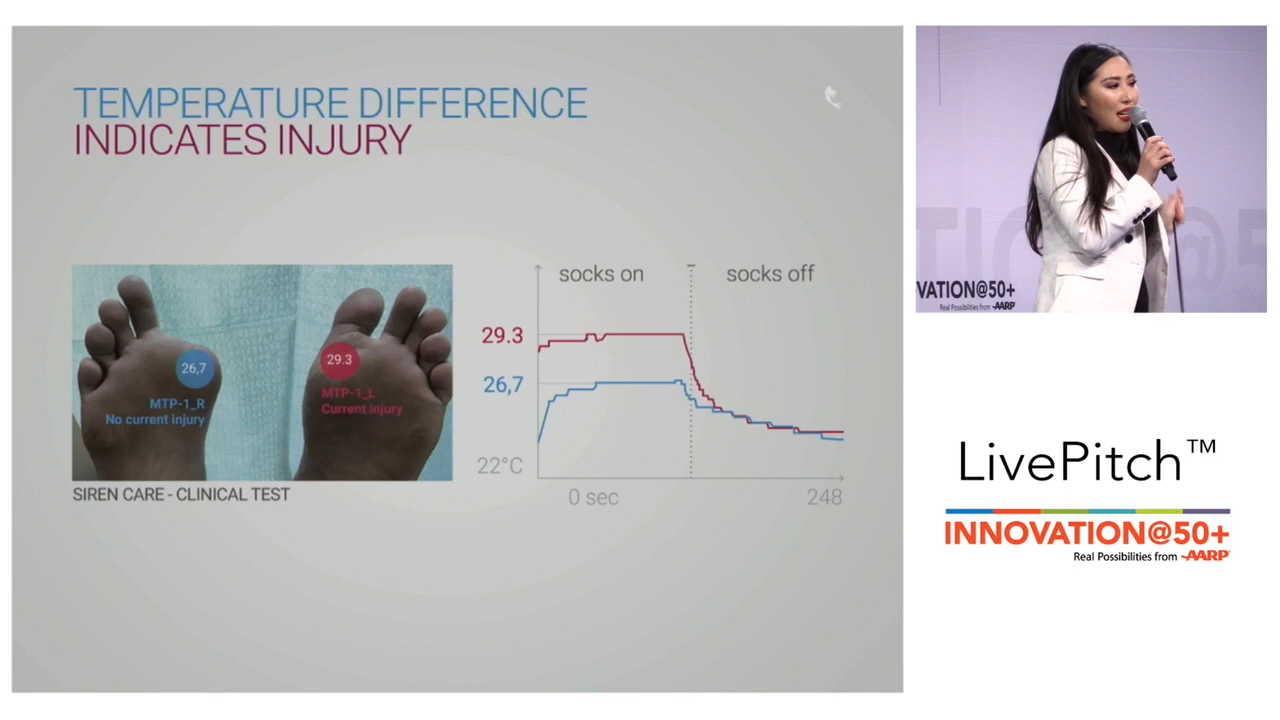 TEMPERATURE DIFFERENCE
INDICATES INJURY
26,7
MTP-1_R
No current injury
29.3
MTP-1_L
Current injury
SIREN CARE - CLINICAL TEST
socks on
socks off
29.3
26,7
22°C
0 sec
248
VATION@50+
Real Possibilities from AARP
LivePitch™
INNOVATION@50+
Real Possibilities from AARP